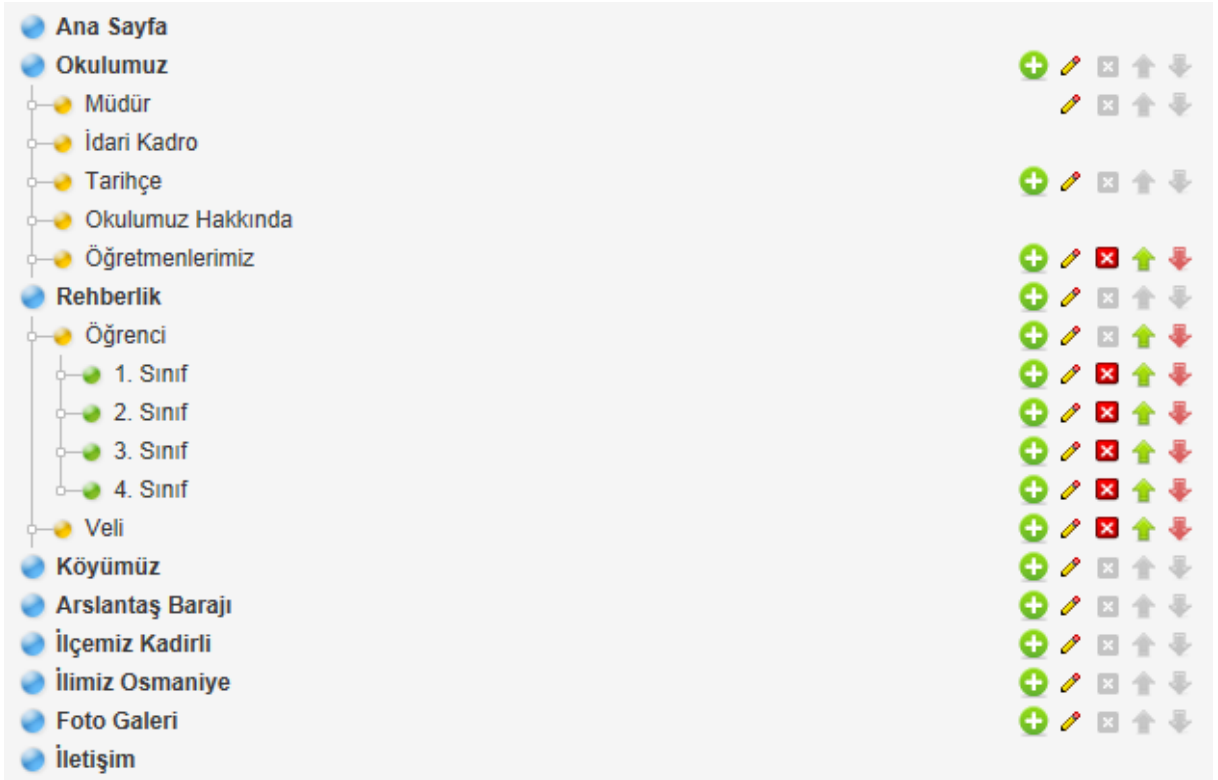 Ana Sayfa
Okulumuz
Müdür
İdari Kadro
Tarihçe
Okulumuz Hakkında
Öğretmenlerimiz
Rehberlik
Öğrenci
1. Sınıf
2. Sınıf
3. Sınıf
4. Sınıf
Veli
Köyümüz
Arslantaş Barajı
İlçemiz Kadirli
İlimiz Osmaniye
Foto Galeri
İletişim